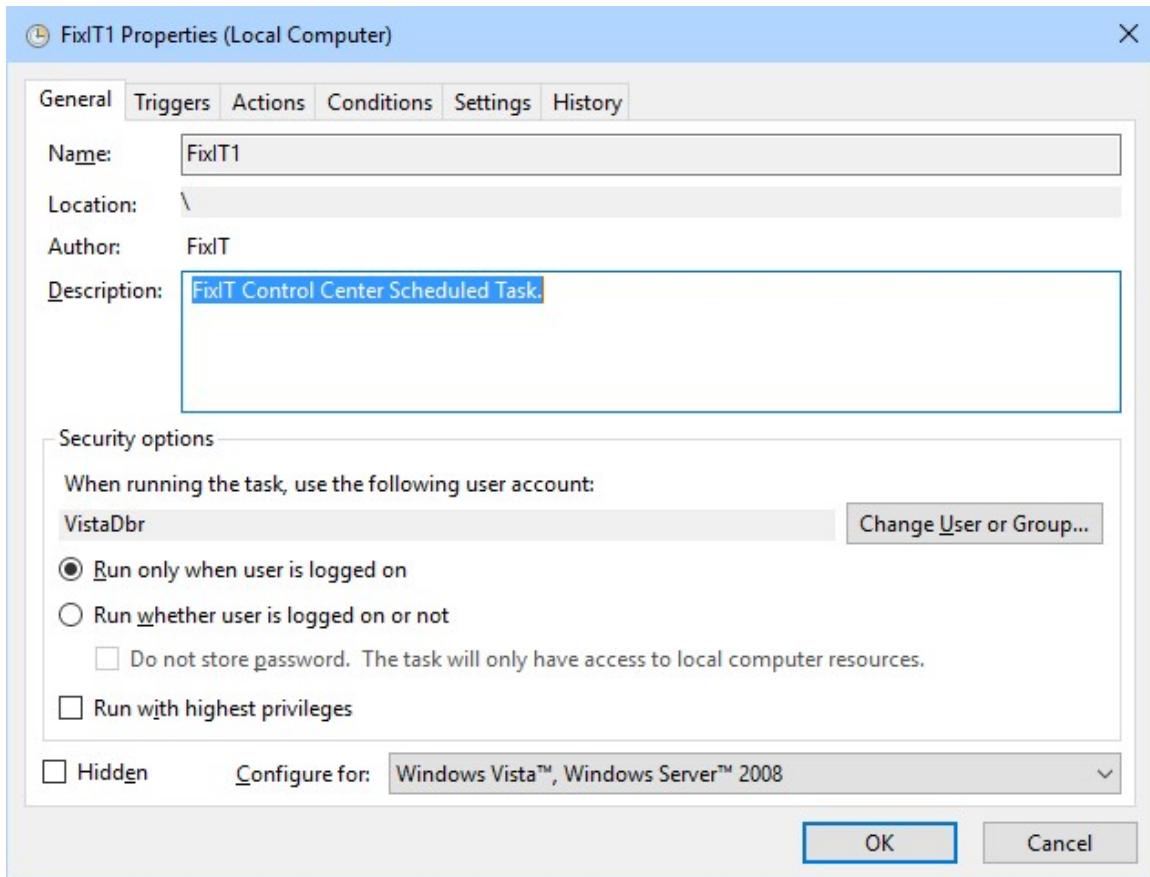 FixIT1 Properties (Local Computer)
General Triggers Actions Conditions Settings History
Name: FixIT1
Location: \
Author: FixIT
Description: FixIT Control Center Scheduled Task.
Security options
When running the task, use the following user account:
VistaDbr Change User or Group...
Run only when user is logged on
Run whether user is logged on or not
Do not store password. The task will only have access to local computer resources.
Run with highest privileges
Hidden Configure for: Windows Vista™, Windows Server™ 2008
OK Cancel